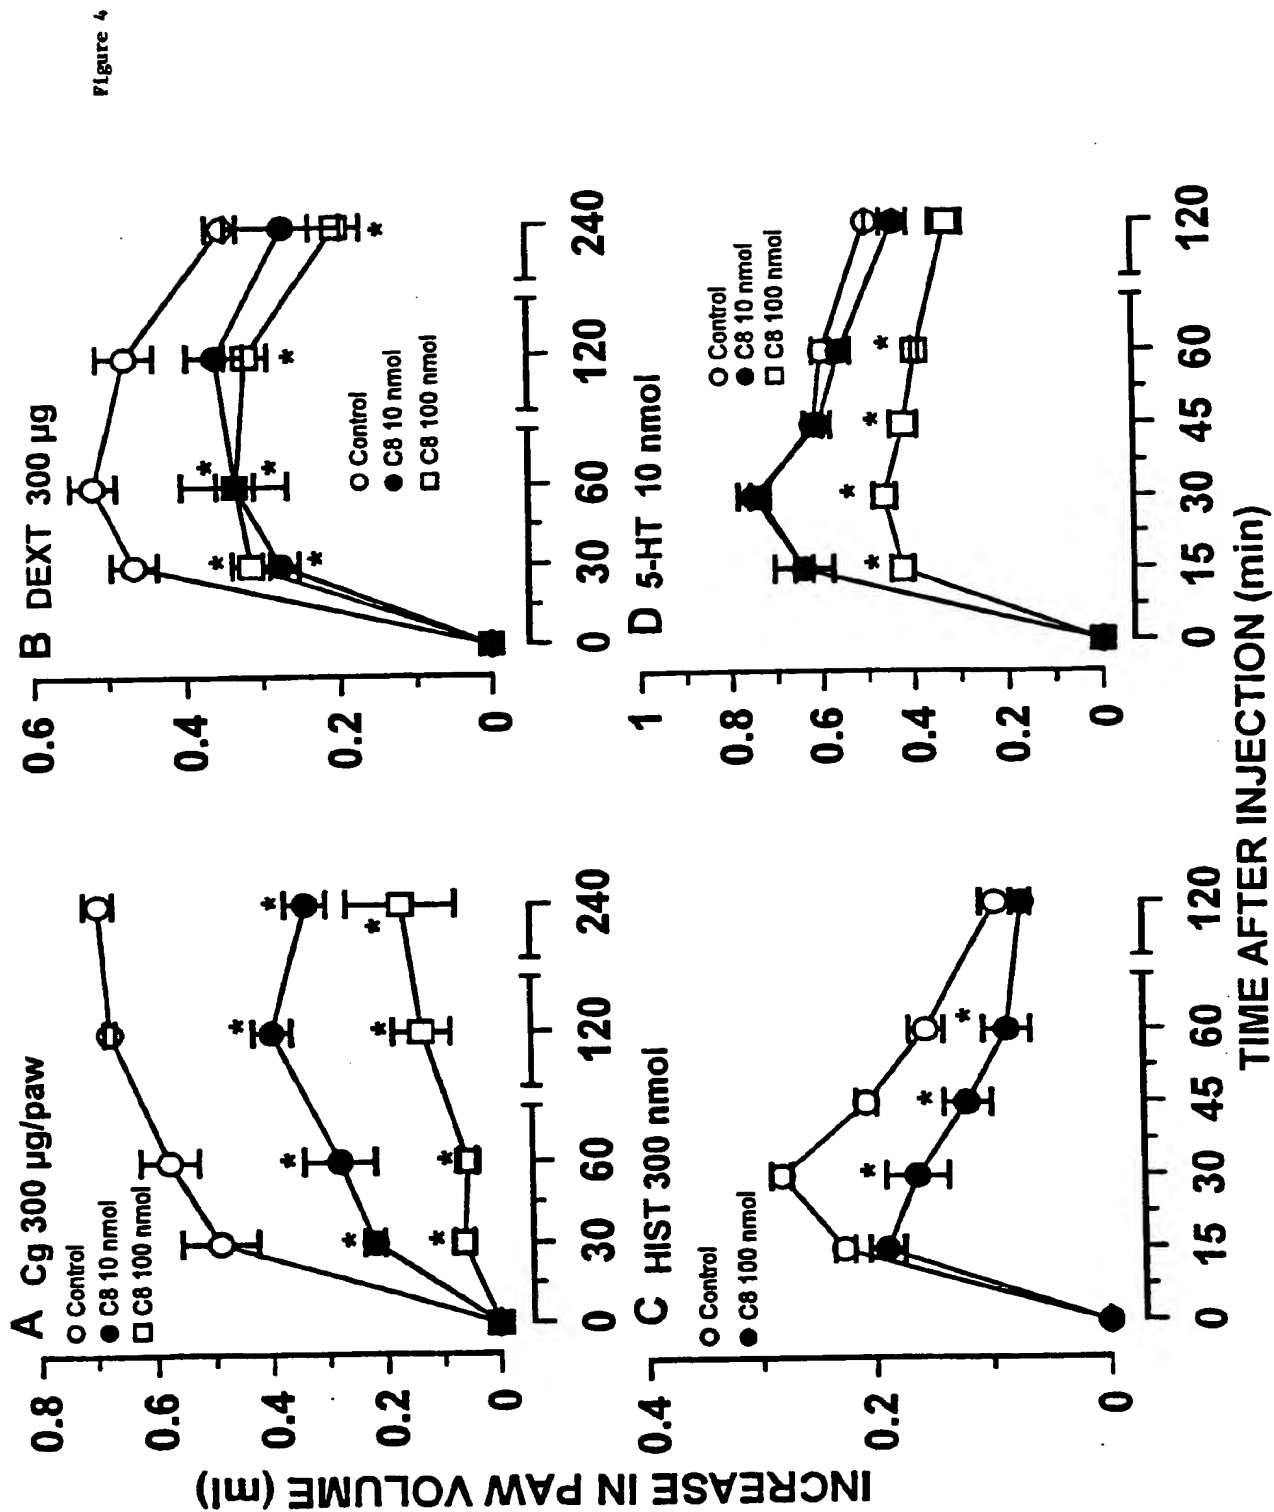 Figure 4
A Cg 300 µg/paw
○ Control
● C8 10 nmol
□ C8 100 nmol
0.8
0.6
0.4
0.2
0
* * * *
* * * *
0 30 60 120 240
B DEXT 300 µg
○ Control
● C8 10 nmol
□ C8 100 nmol
0.6
0.4
0.2
0
* * * * * *
0 30 60 120 240
C HIST 300 nmol
○ Control
● C8 100 nmol
0.4
0.2
0
* * *
0 15 30 45 60 120
D 5-HT 10 nmol
○ Control
● C8 10 nmol
□ C8 100 nmol
1
0.8
0.6
0.4
0.2
0
* * * *
0 15 30 45 60 120
INCREASE IN PAW VOLUME (ml)
TIME AFTER INJECTION (min)